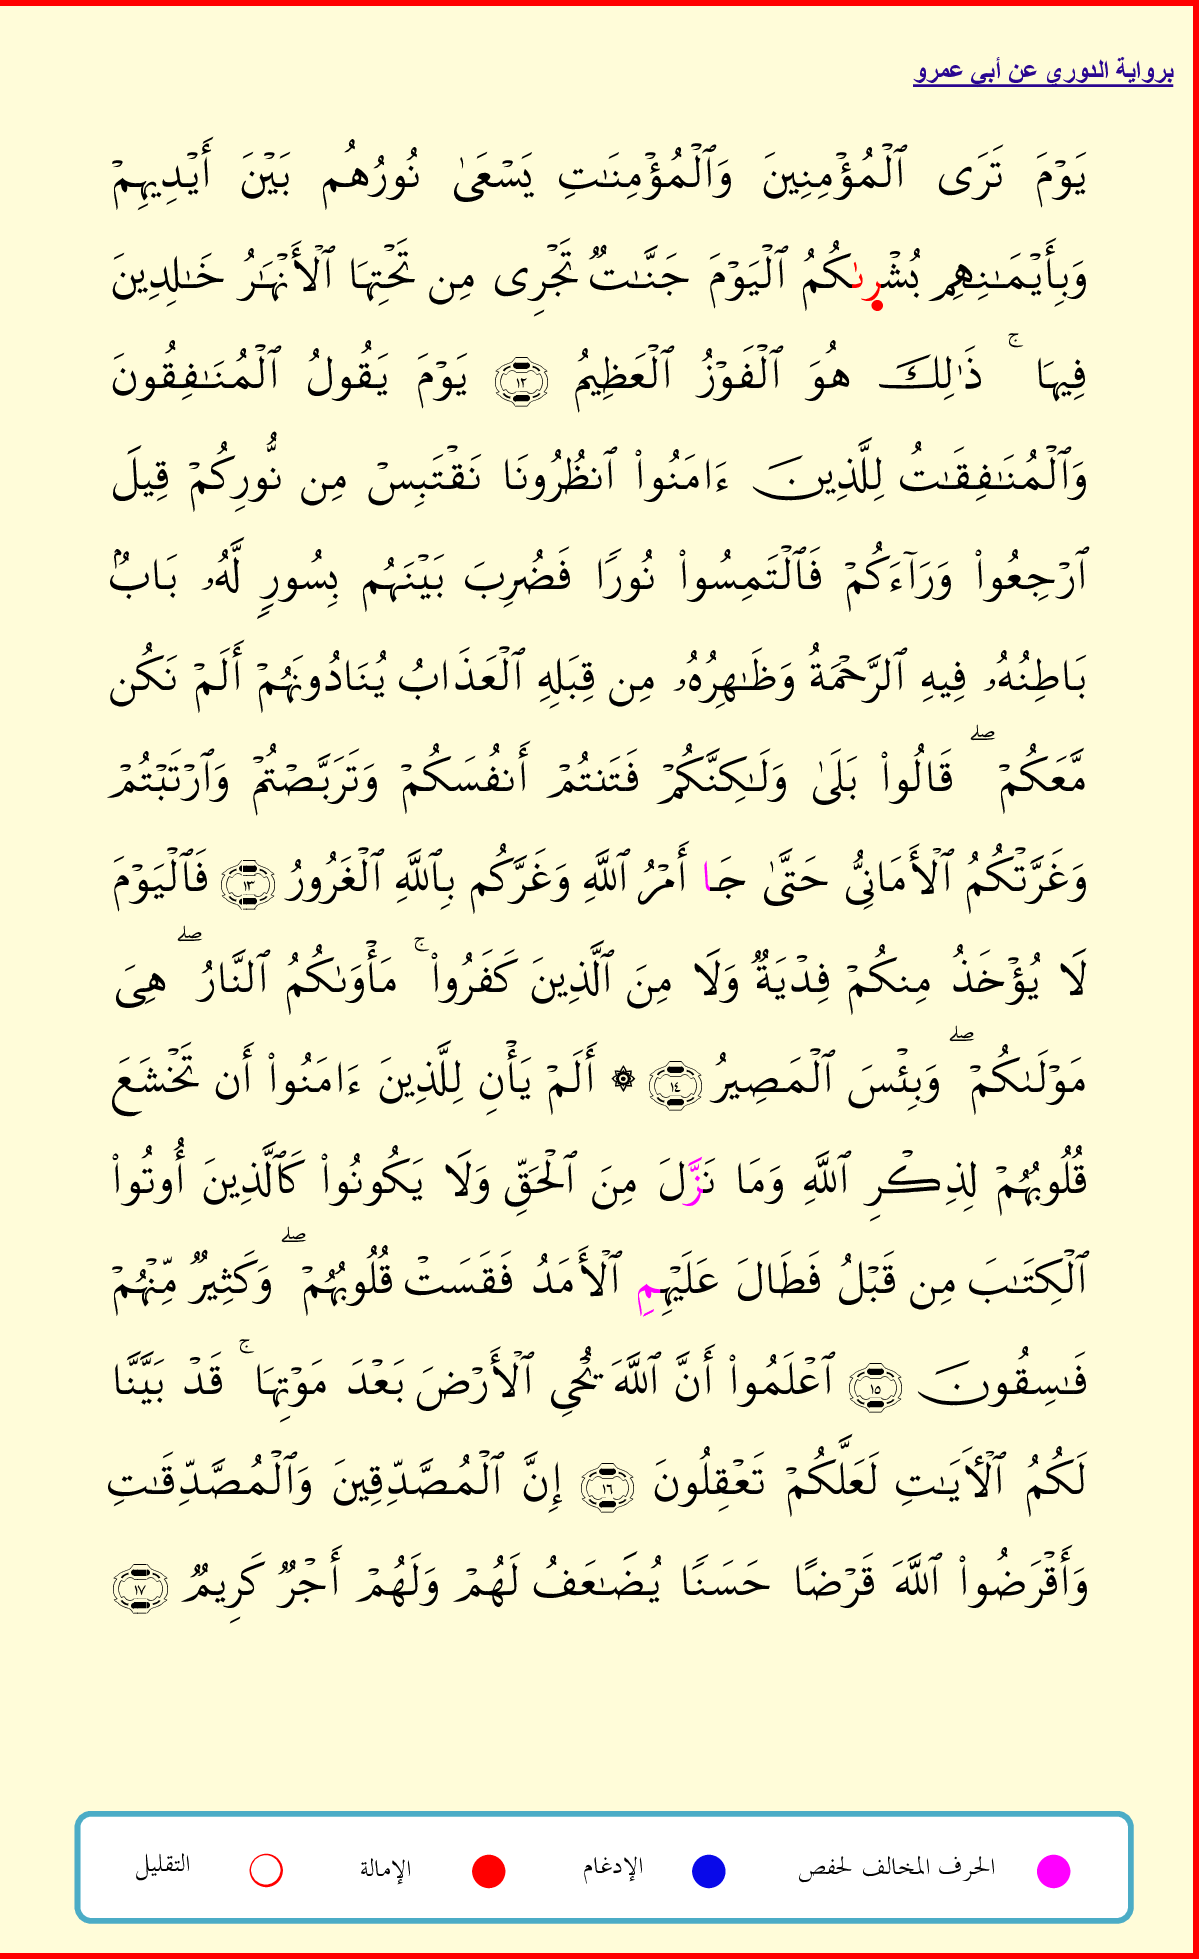 برواية الدوري عن أبي عمرو
يَوْمَ تَرَى ٱلْمُؤْمِنِينَ وَٱلْمُؤْمِنَٰتِ يَسْعَىٰ نُورُهُم بَيْنَ أَيْدِيهِمْ
وَبِأَيْمَٰنِهِم بُشْرِىٰكُمُ ٱلْيَوْمَ جَنَّٰتٌ تَجْرِى مِن تَحْتِهَا ٱلْأَنْهَٰرُ خَٰلِدِينَ
فِيهَا ۚ ذَٰلِكَ هُوَ ٱلْفَوْزُ ٱلْعَظِيمُ ١٢ يَوْمَ يَقُولُ ٱلْمُنَٰفِقُونَ
وَٱلْمُنَٰفِقَٰتُ لِلَّذِينَ ءَامَنُوا۟ ٱنظُرُونَا نَقْتَبِسْ مِن نُّورِكُمْ قِيلَ
ٱرْجِعُوا۟ وَرَآءَكُمْ فَٱلْتَمِسُوا۟ نُورًا فَضُرِبَ بَيْنَهُم بِسُورٍ لَّهُۥ بَابٌۢ
بَاطِنُهُۥ فِيهِ ٱلرَّحْمَةُ وَظَٰهِرُهُۥ مِن قِبَلِهِ ٱلْعَذَابُ يُنَادُونَهُمْ أَلَمْ نَكُن
مَّعَكُمْ ۖ قَالُوا۟ بَلَىٰ وَلَٰكِنَّكُمْ فَتَنتُمْ أَنفُسَكُمْ وَتَرَبَّصْتُمْ وَٱرْتَبْتُمْ
وَغَرَّتْكُمُ ٱلْأَمَانِىُّ حَتَّىٰ جَا أَمْرُ ٱللَّهِ وَغَرَّكُم بِٱللَّهِ ٱلْغَرُورُ ١٣ فَٱلْيَوْمَ
لَا يُؤْخَذُ مِنكُمْ فِدْيَةٌ وَلَا مِنَ ٱلَّذِينَ كَفَرُوا۟ ۚ مَأْوَىٰكُمُ ٱلنَّارُ ۖ هِىَ
مَوْلَىٰكُمْ ۖ وَبِئْسَ ٱلْمَصِيرُ ١٤ ۞ أَلَمْ يَأْنِ لِلَّذِينَ ءَامَنُوا۟ أَن تَخْشَعَ
قُلُوبُهُمْ لِذِكْرِ ٱللَّهِ وَمَا نَزَّلَ مِنَ ٱلْحَقِّ وَلَا يَكُونُوا۟ كَٱلَّذِينَ أُوتُوا۟
ٱلْكِتَٰبَ مِن قَبْلُ فَطَالَ عَلَيْهِمِ ٱلْأَمَدُ فَقَسَتْ قُلُوبُهُمْ ۖ وَكَثِيرٌ مِّنْهُمْ
فَٰسِقُونَ ١٥ ٱعْلَمُوا۟ أَنَّ ٱللَّهَ يُحْىِ ٱلْأَرْضَ بَعْدَ مَوْتِهَا ۚ قَدْ بَيَّنَّا
لَكُمُ ٱلْأَيَٰتِ لَعَلَّكُمْ تَعْقِلُونَ ١٦ إِنَّ ٱلْمُصَّدِّقِينَ وَٱلْمُصَّدِّقَٰتِ
وَأَقْرَضُوا۟ ٱللَّهَ قَرْضًا حَسَنًا يُضَٰعَفُ لَهُمْ وَلَهُمْ أَجْرٌ كَرِيمٌ ١٧
الحرف المخالف لحفص الإدغام الإمالة التقليل